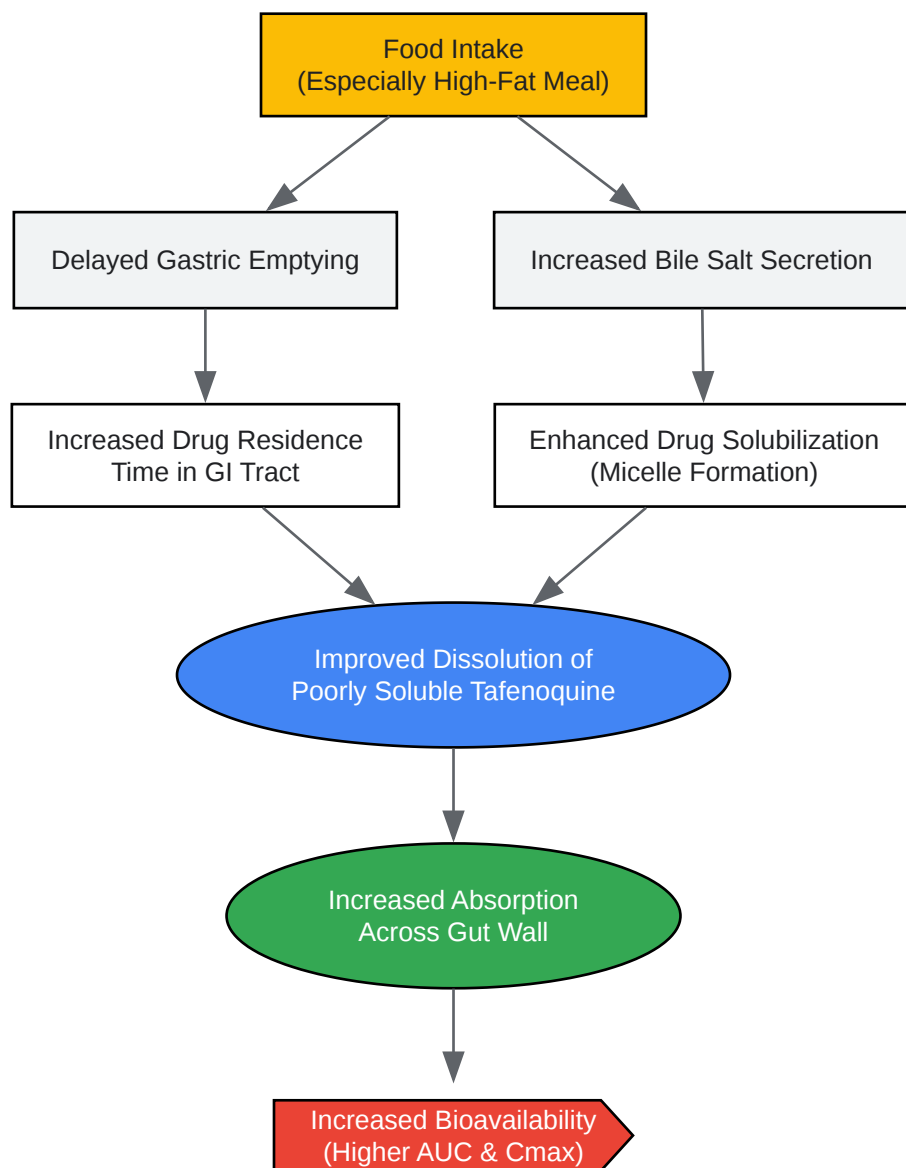 Food Intake
(Especially High-Fat Meal)
Delayed Gastric Emptying
Increased Bile Salt Secretion
Increased Drug Residence
Time in GI Tract
Enhanced Drug Solubilization
(Micelle Formation)
Improved Dissolution of
Poorly Soluble Tafenoquine
Increased Absorption
Across Gut Wall
Increased Bioavailability
(Higher AUC & Cmax)